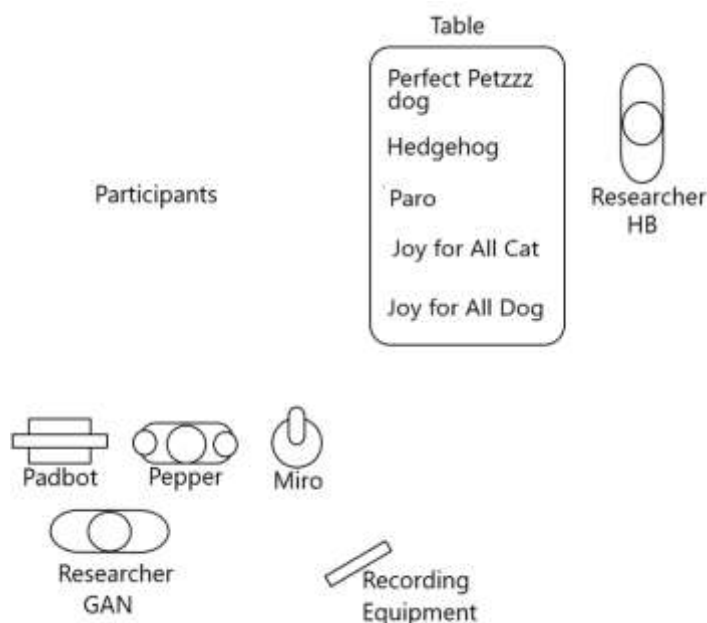 Table
Perfect Petzzz
dog
Hedgehog
Paro
Joy for All Cat
Joy for All Dog
Researcher
HB
Participants
Padbot
Pepper
Miro
Researcher
GAN
Recording
Equipment